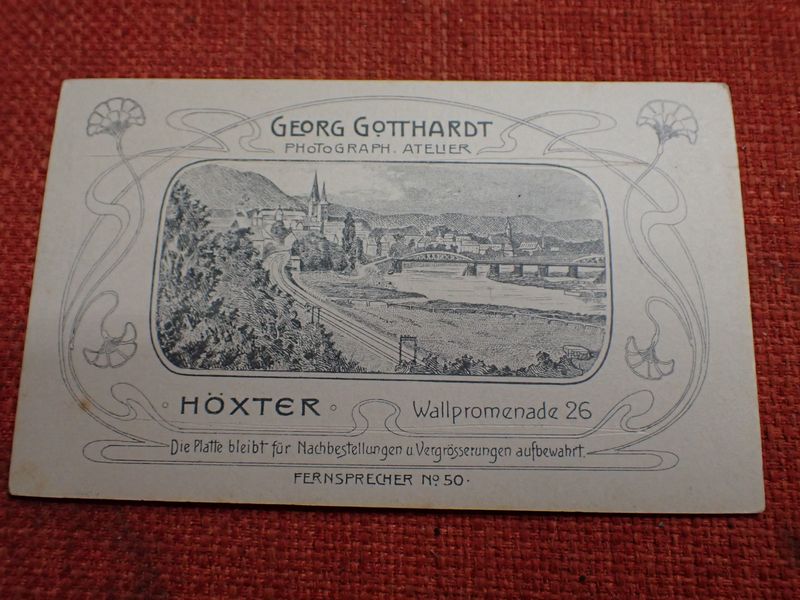 GEORG GOTTHARDT
PHOTOGRAPH. ATELIER
HÖXTER
Wallpromenade 26
Die Platte bleibt für Nachbestellungen u Vergrösserungen aufbewahrt.
FERNSPRECHER No 50.